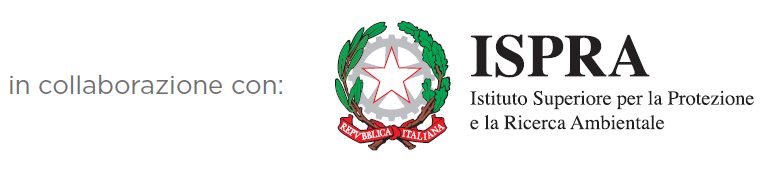 in collaborazione con:
ISPRA
Istituto Superiore per la Protezione
e la Ricerca Ambientale
REPVBBLICA ITALIANA